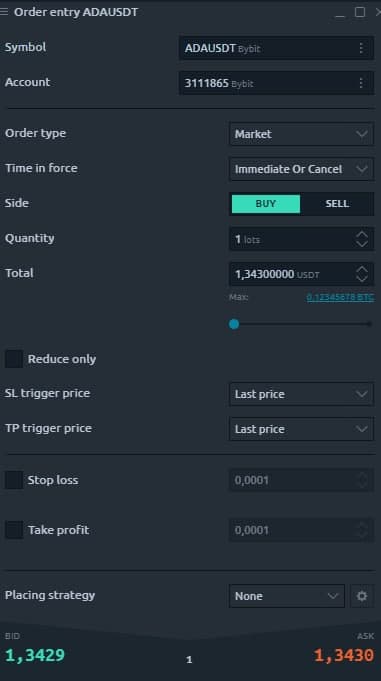 Order entry ADAUSDT
Symbol ADAUSDT Bybit
Account 3111865 Bybit
Order type Market
Time in force Immediate Or Cancel
Side BUY SELL
Quantity 1 lots
Total 1,34300000 USDT
Max: 0,12345678 BTC
Reduce only
SL trigger price Last price
TP trigger price Last price
Stop loss 0,0001
Take profit 0,0001
Placing strategy None
BID ASK
1,3429 1 1,3430